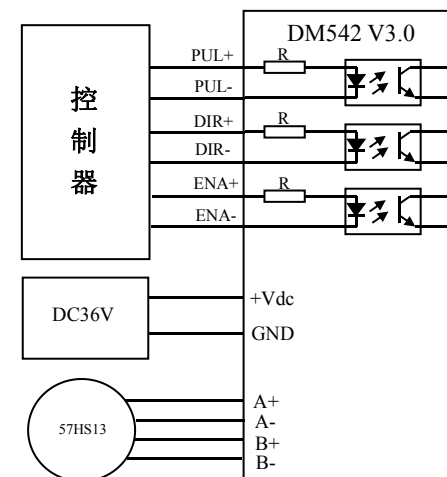 DM542 V3.0
控制器
PUL+
R
PUL-
DIR+
R
DIR-
ENA+
R
ENA-
DC36V
+Vdc
GND
57HS13
A+
A-
B+
B-